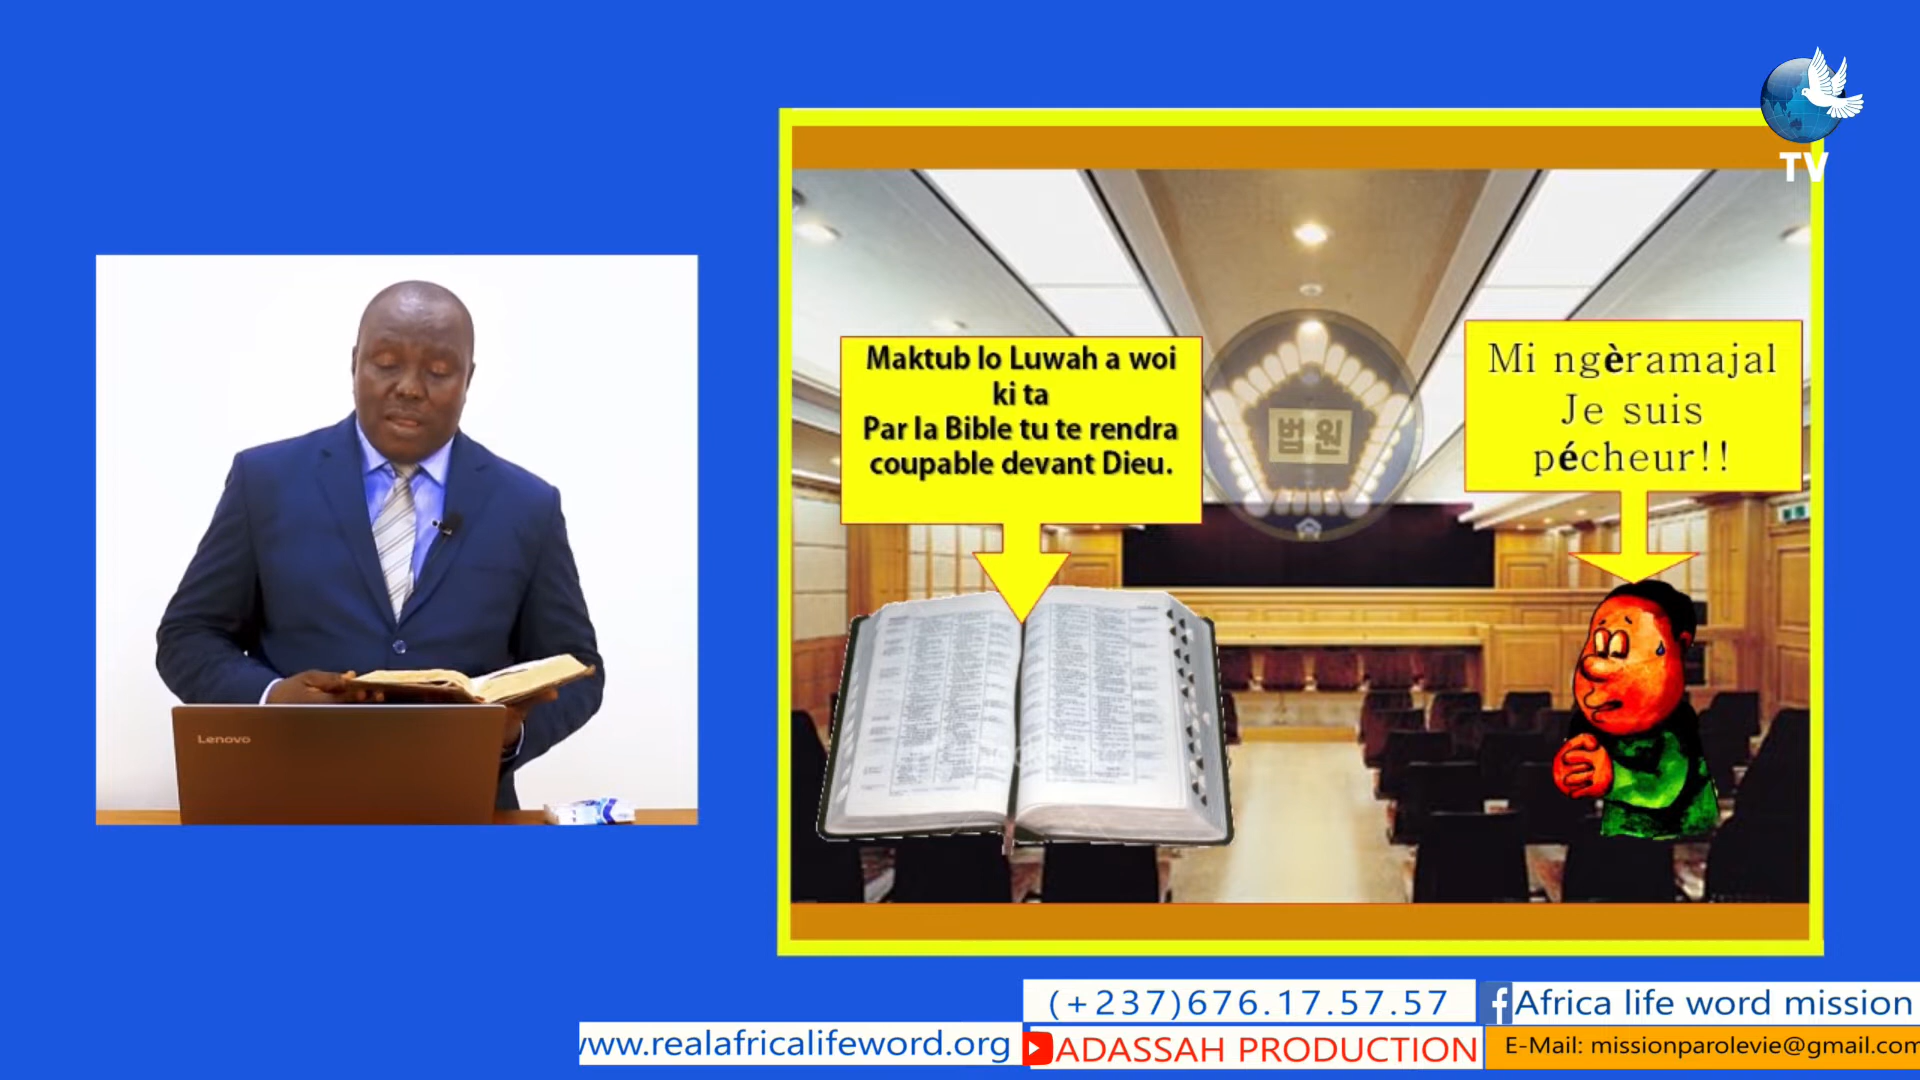 TV
Maktub lo Luwah a woi
ki ta
Par la Bible tu te rendra
coupable devant Dieu.
Mi ngèramajal
Je suis
pécheur!!
법원
Lenovo
(+237)676.17.57.57
Africa life word mission
www.realafricalifeword.org
ADASSAH PRODUCTION
E-Mail: missionparolevie@gmail.com